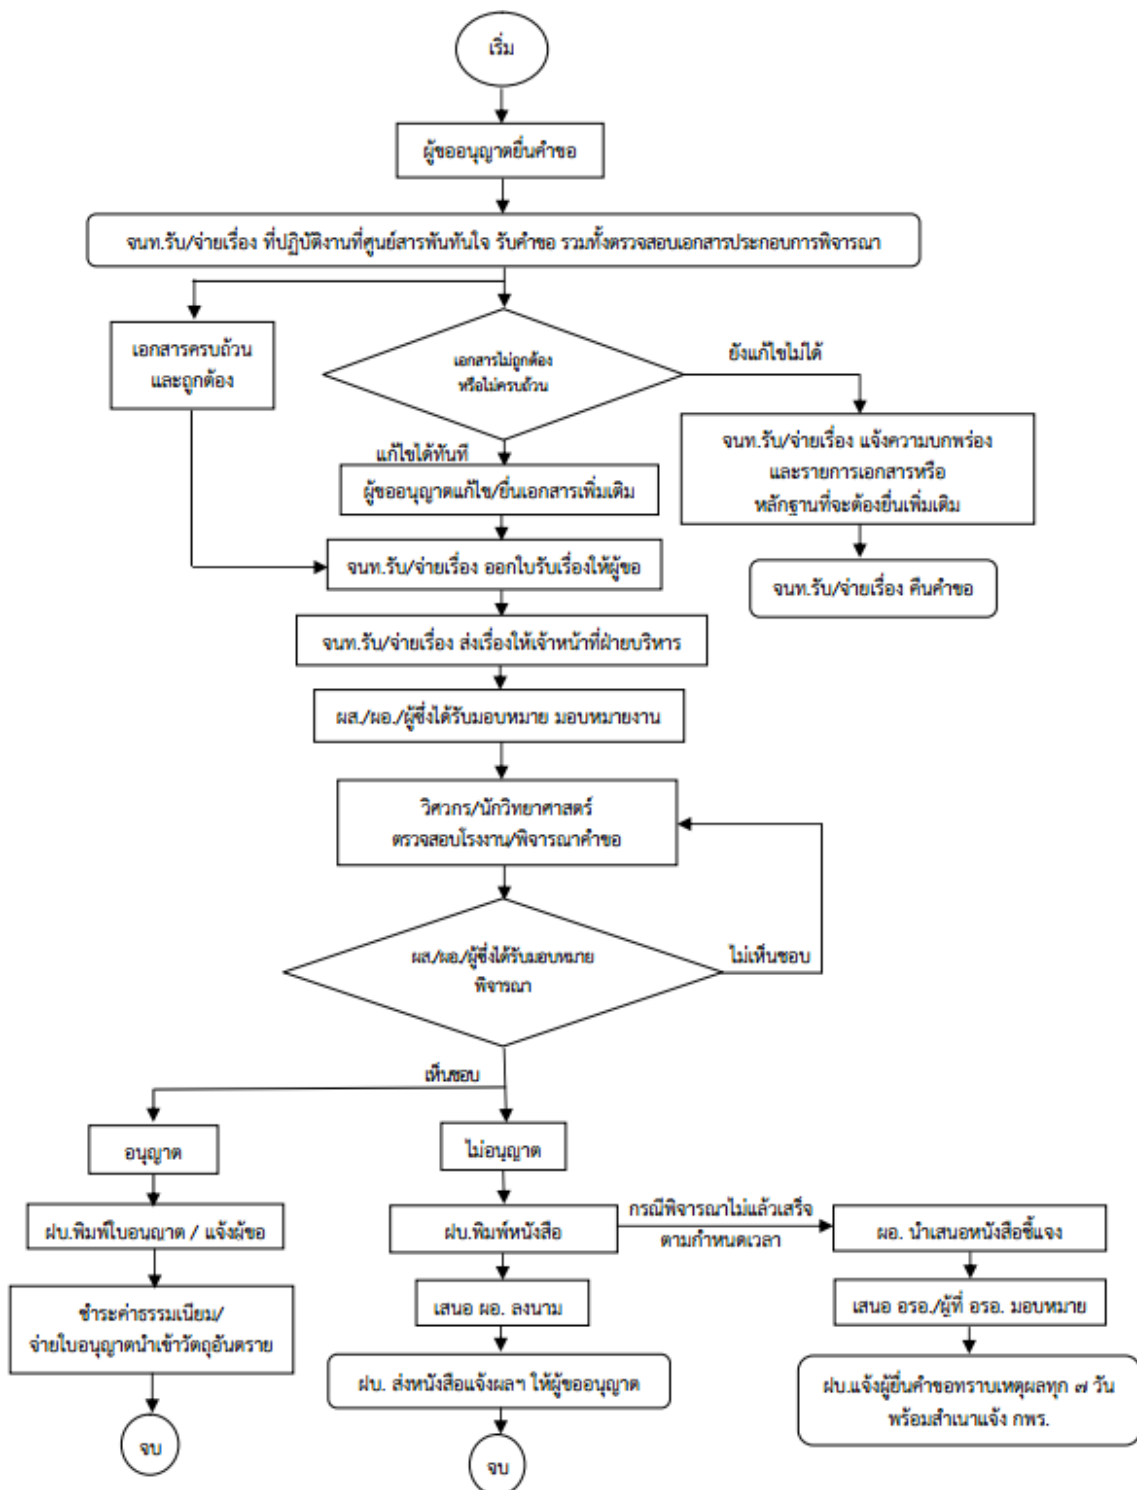 เริ่ม
ผู้ขออนุญาตยื่นคำขอ
จนท.รับ/จ่ายเรื่อง ที่ปฏิบัติงานที่ศูนย์สารพันทันใจ รับคำขอ รวมทั้งตรวจสอบเอกสารประกอบการพิจารณา
เอกสารครบถ้วน
และถูกต้อง
เอกสารไม่ถูกต้อง
หรือไม่ครบถ้วน
ยังแก้ไขไม่ได้
แก้ไขได้ทันที
ผู้ขออนุญาตแก้ไข/ยื่นเอกสารเพิ่มเติม
จนท.รับ/จ่ายเรื่อง แจ้งความบกพร่อง
และรายการเอกสารหรือ
หลักฐานที่จะต้องยื่นเพิ่มเติม
จนท.รับ/จ่ายเรื่อง ออกใบรับเรื่องให้ผู้ขอ
จนท.รับ/จ่ายเรื่อง คืนคำขอ
จนท.รับ/จ่ายเรื่อง ส่งเรื่องให้เจ้าหน้าที่ฝ่ายบริหาร
ผส./ผอ./ผู้ซึ่งได้รับมอบหมาย มอบหมายงาน
วิศวกร/นักวิทยาศาสตร์
ตรวจสอบโรงงาน/พิจารณาคำขอ
ผส./ผอ./ผู้ซึ่งได้รับมอบหมาย
พิจารณา
ไม่เห็นชอบ
เห็นชอบ
อนุญาต
ไม่อนุญาต
ฝบ.พิมพ์ใบอนุญาต / แจ้งผู้ขอ
ฝบ.พิมพ์หนังสือ
กรณีพิจารณาไม่แล้วเสร็จ
ตามกำหนดเวลา
ผอ. นำเสนอหนังสือชี้แจง
ชำระค่าธรรมเนียม/
จ่ายใบอนุญาตนำเข้าวัตถุอันตราย
เสนอ ผอ. ลงนาม
เสนอ อรอ./ผู้ที่ อรอ. มอบหมาย
ฝบ. ส่งหนังสือแจ้งผลฯ ให้ผู้ขออนุญาต
ฝบ.แจ้งผู้ยื่นคำขอทราบเหตุผลทุก ๗ วัน
พร้อมสำเนาแจ้ง กพร.
จบ
จบ